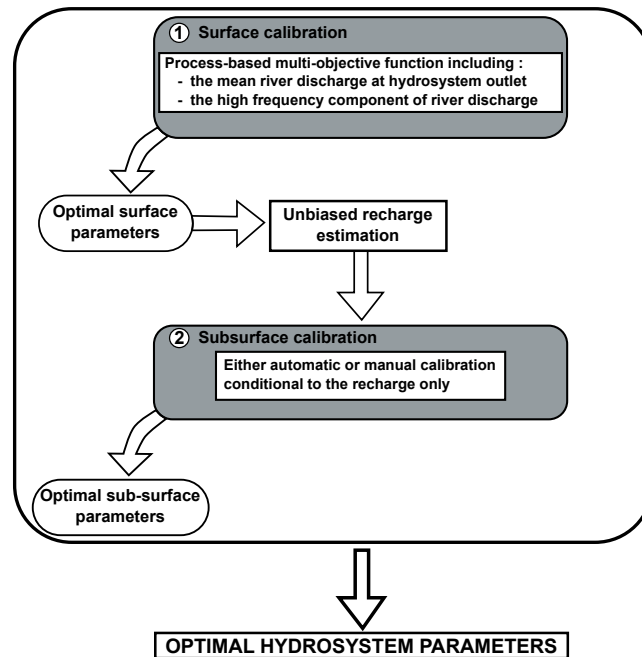 1 Surface calibration
Process-based multi-objective function including :
- the mean river discharge at hydrosystem outlet
- the high frequency component of river discharge
Optimal surface
parameters
Unbiased recharge
estimation
2 Subsurface calibration
Either automatic or manual calibration
conditional to the recharge only
Optimal sub-surface
parameters
OPTIMAL HYDROSYSTEM PARAMETERS